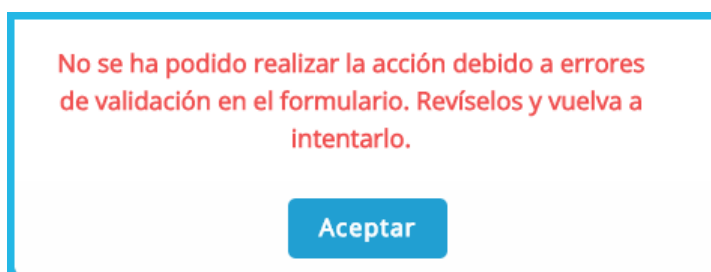 No se ha podido realizar la acción debido a errores
de validación en el formulario. Revíselos y vuelva a
intentarlo.
Aceptar